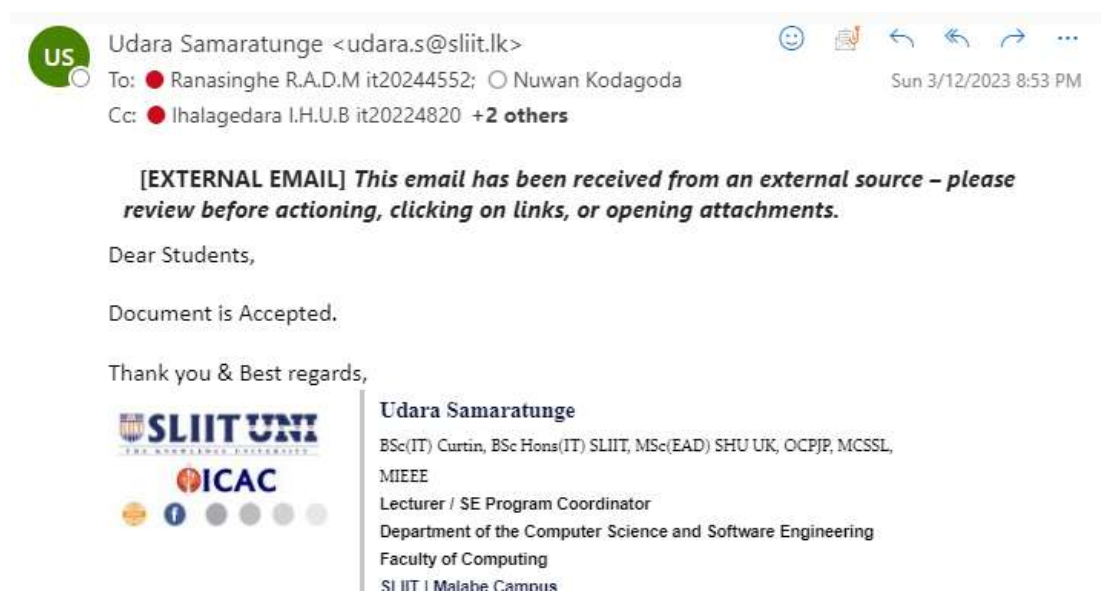 US
Udara Samaratunge <udara.s@sliit.lk>
To: Ranasinghe R.A.D.M it20244552; Nuwan Kodagoda
Sun 3/12/2023 8:53 PM
Cc: Ihalagedara I.H.U.B it20224820 +2 others
[EXTERNAL EMAIL] This email has been received from an external source – please
review before actioning, clicking on links, or opening attachments.
Dear Students,
Document is Accepted.
Thank you & Best regards,
SLIIT UNI
THE KNOWLEDGE UNIVERSITY
ICAC
Udara Samaratunge
BSc(IT) Curtin, BSc Hons(IT) SLIIT, MSc(EAD) SHU UK, OCPJP, MCSSL,
MIEEE
Lecturer / SE Program Coordinator
Department of the Computer Science and Software Engineering
Faculty of Computing
SLIIT | Malabe Campus